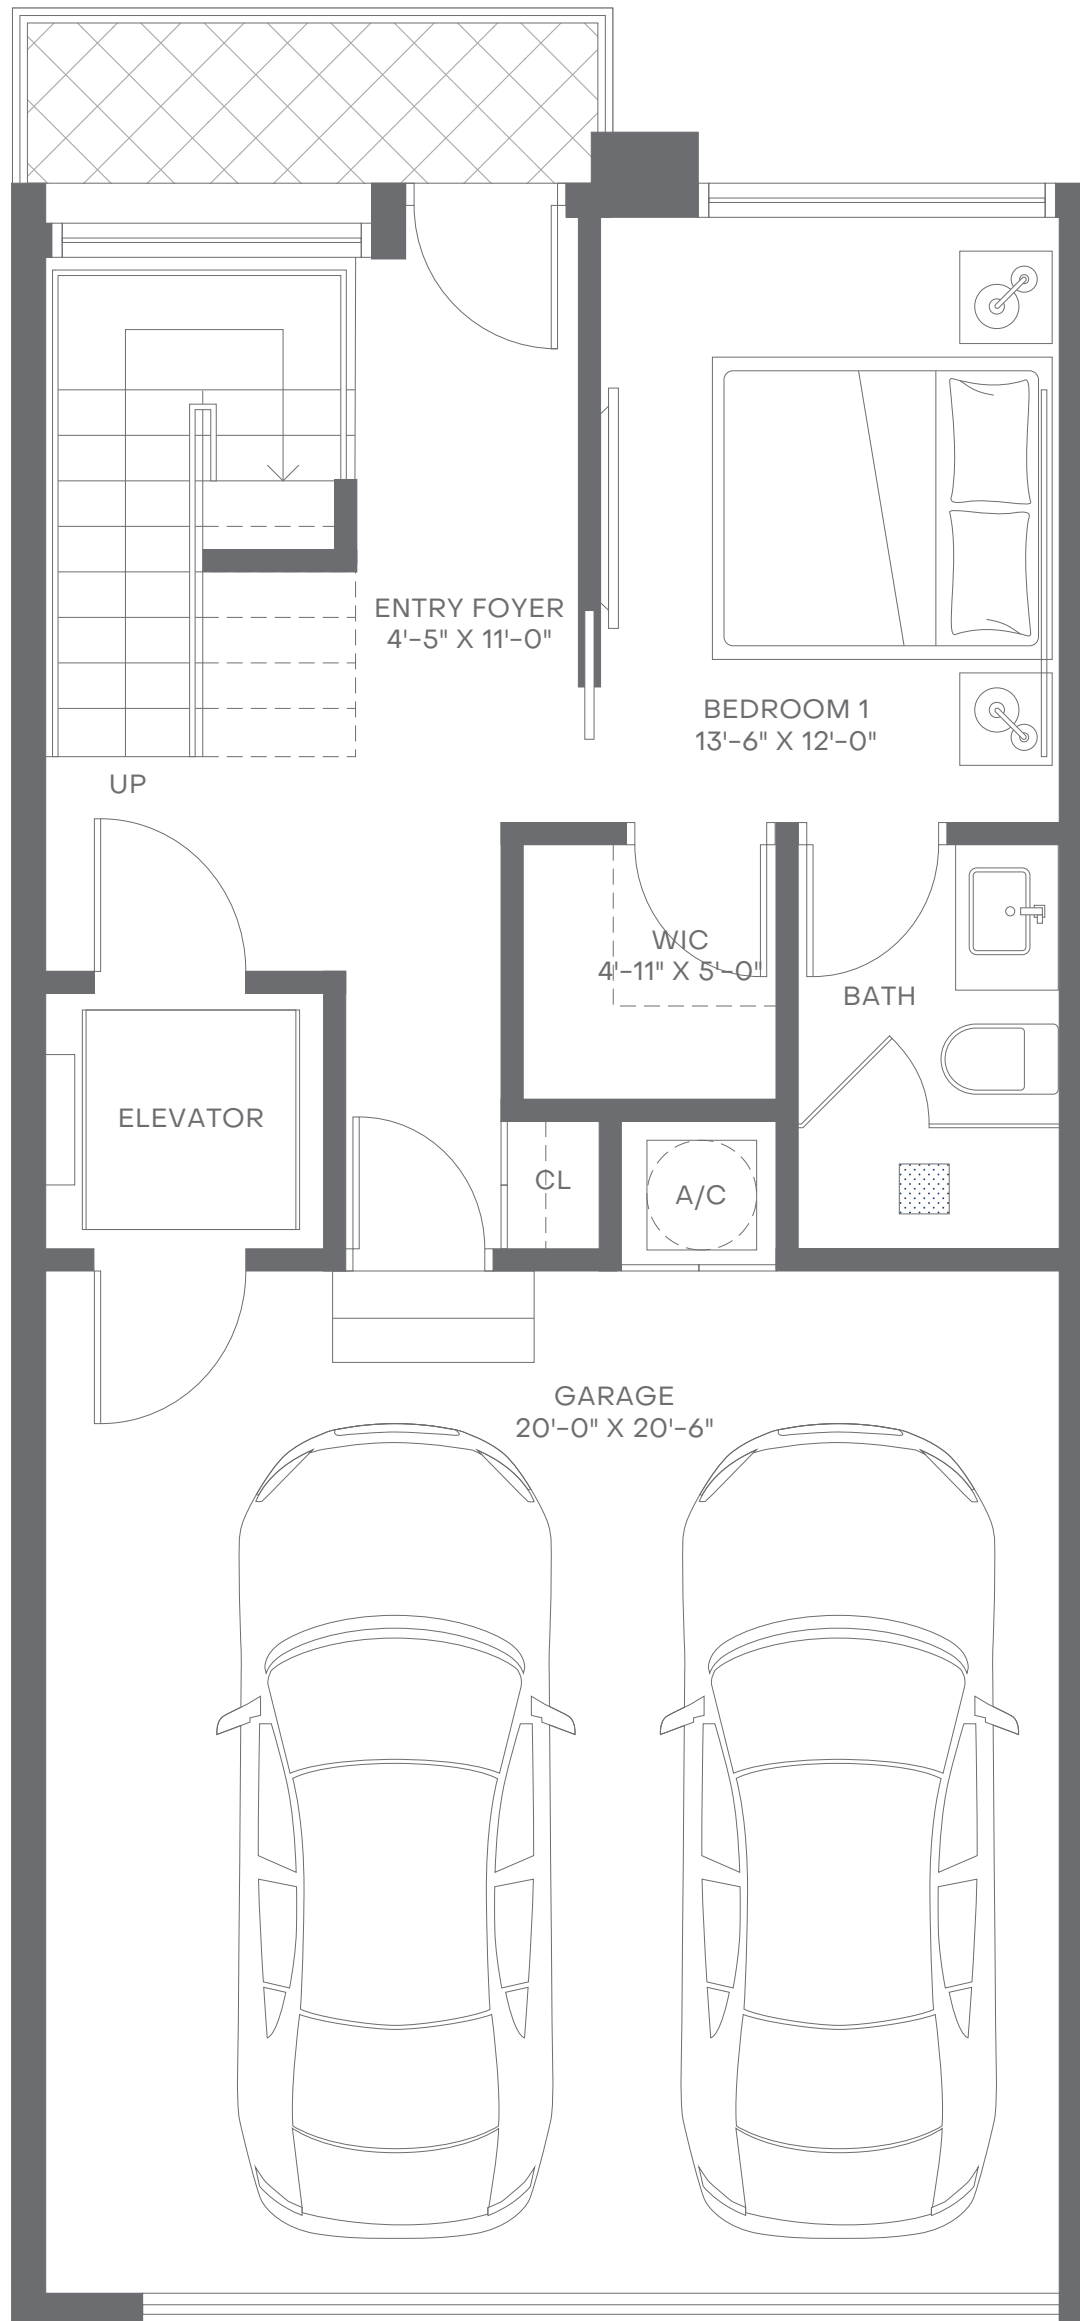 ENTRY FOYER
4'-5" X 11'-0"
BEDROOM 1
13'-6" X 12'-0"
UP
WIC
4'-11" X 5'-0"
BATH
ELEVATOR
CL
A/C
GARAGE
20'-0" X 20'-6"